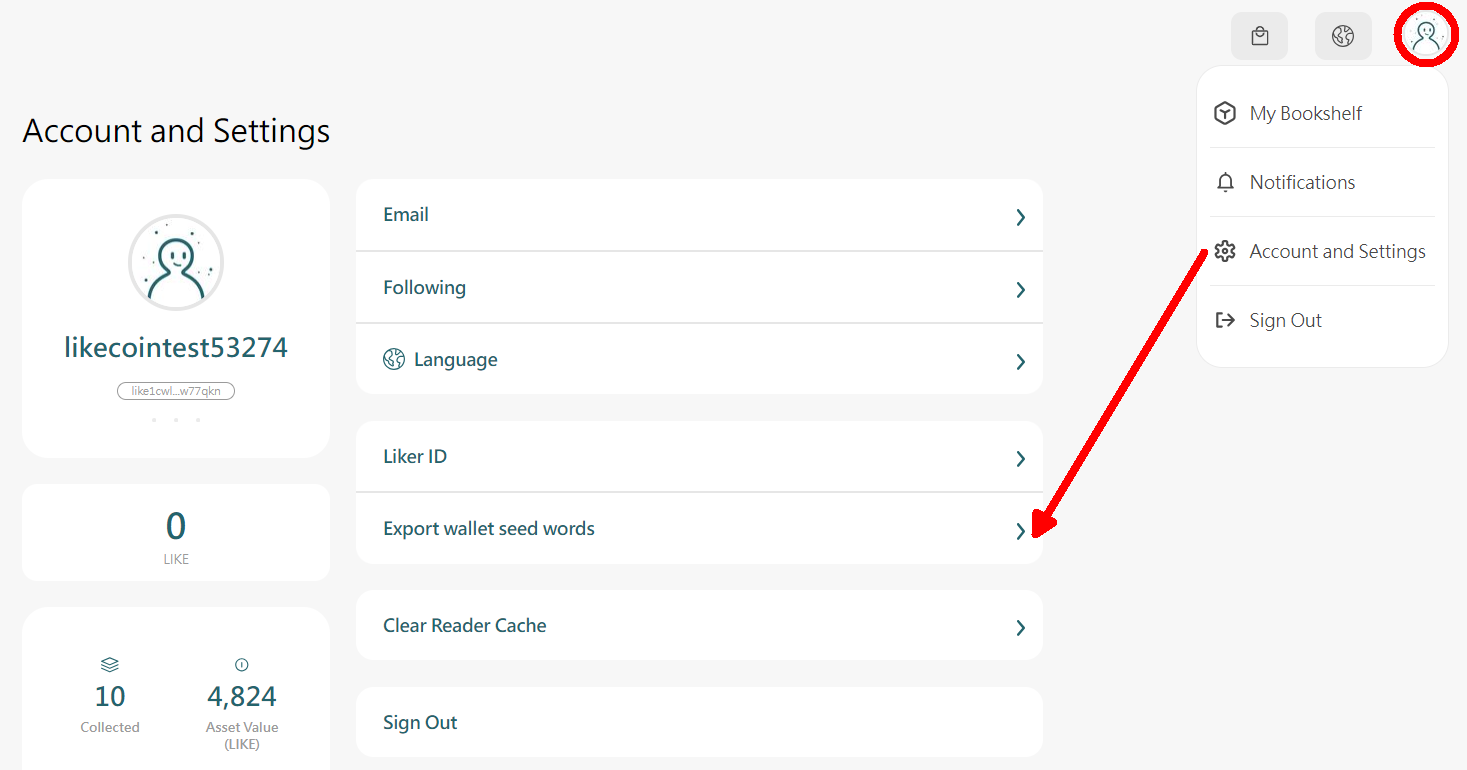 My Bookshelf
Notifications
Account and Settings
Sign Out
Account and Settings
likecointest53274
like1cwl...w77qkn
0
LIKE
10
Collected
4,824
Asset Value
(LIKE)
Email
Following
Language
Liker ID
Export wallet seed words
Clear Reader Cache
Sign Out